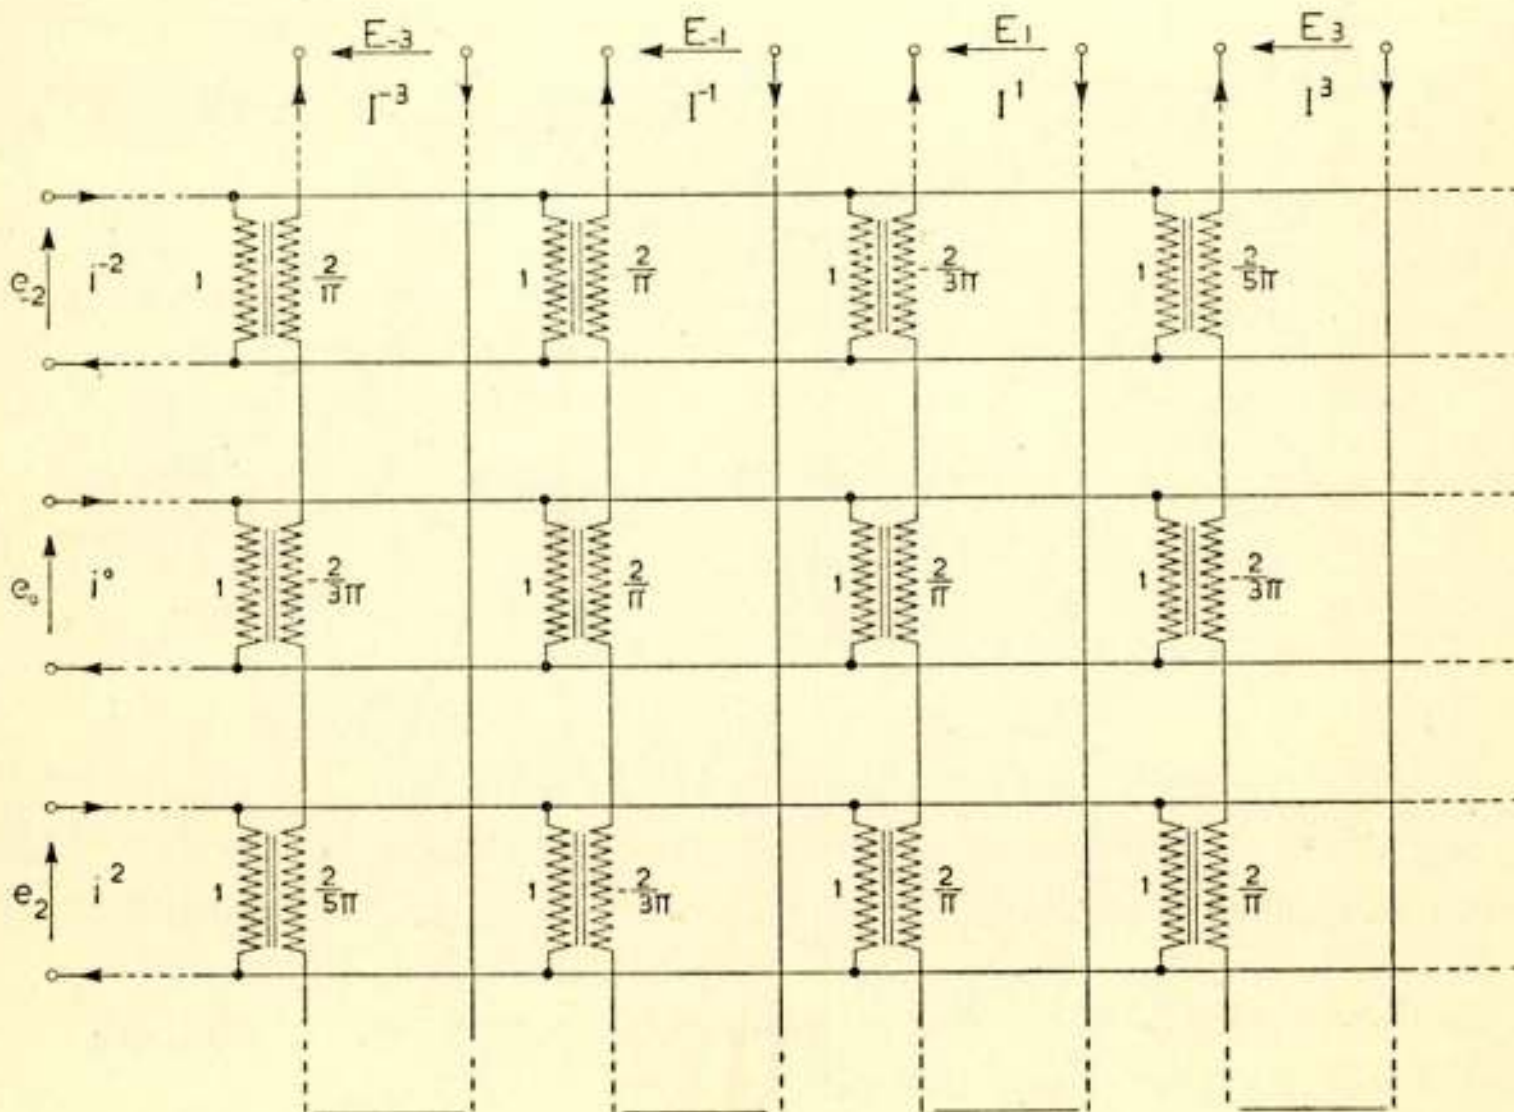 E₋₃ E₋₁ E₁ E₃
I⁻³ I⁻¹ I¹ I³
e₋₂ i⁻² 1 2/π 1 2/π 1 -2/3π 1 2/5π
e₀ i° 1 -2/3π 1 2/π 1 2/π 1 -2/3π
e₂ i² 1 2/5π 1 -2/3π 1 2/π 1 2/π